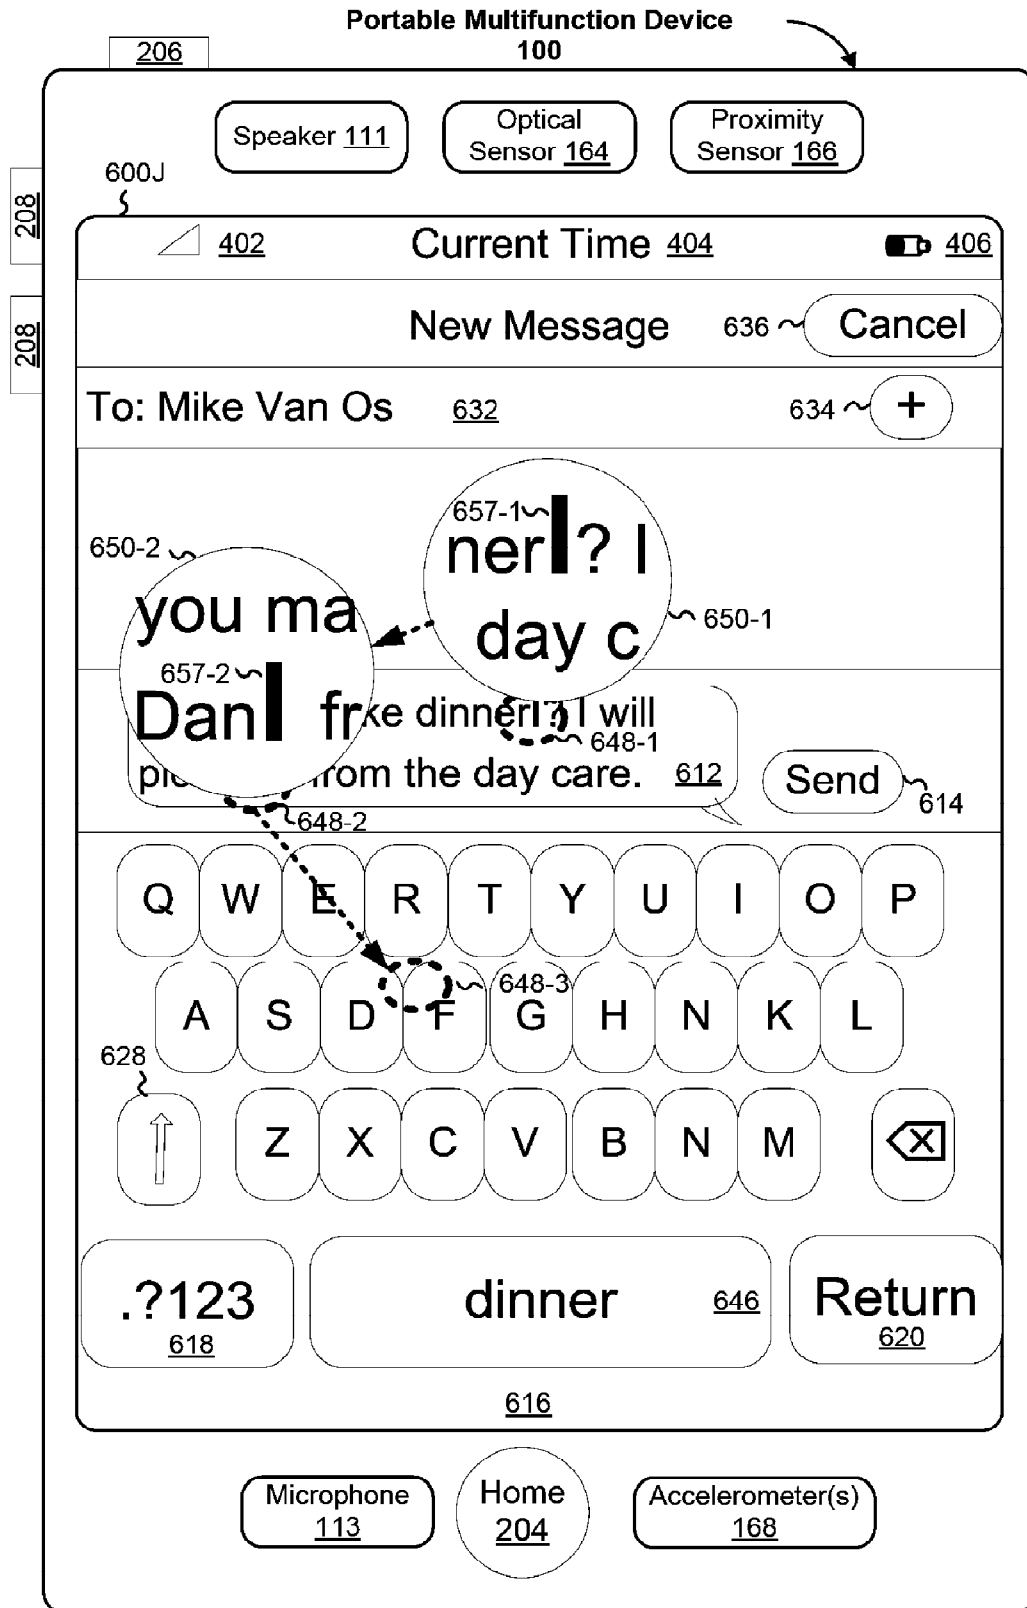 Portable Multifunction Device
100
206
Speaker 111
Optical Sensor 164
Proximity Sensor 166
208
600J
402 Current Time 404 406
208
New Message 636 Cancel
To: Mike Van Os 632 634 +
657-1
ner ? I
day c
650-1
650-2
you ma
657-2
Dan fr
ke dinner ? I will
648-1
pic from the day care. 612
Send
614
648-2
Q W E R T Y U I O P
648-3
A S D F G H N K L
628
Z X C V B N M X
.?123
618
dinner 646
Return
620
616
Microphone
113
Home
204
Accelerometer(s)
168